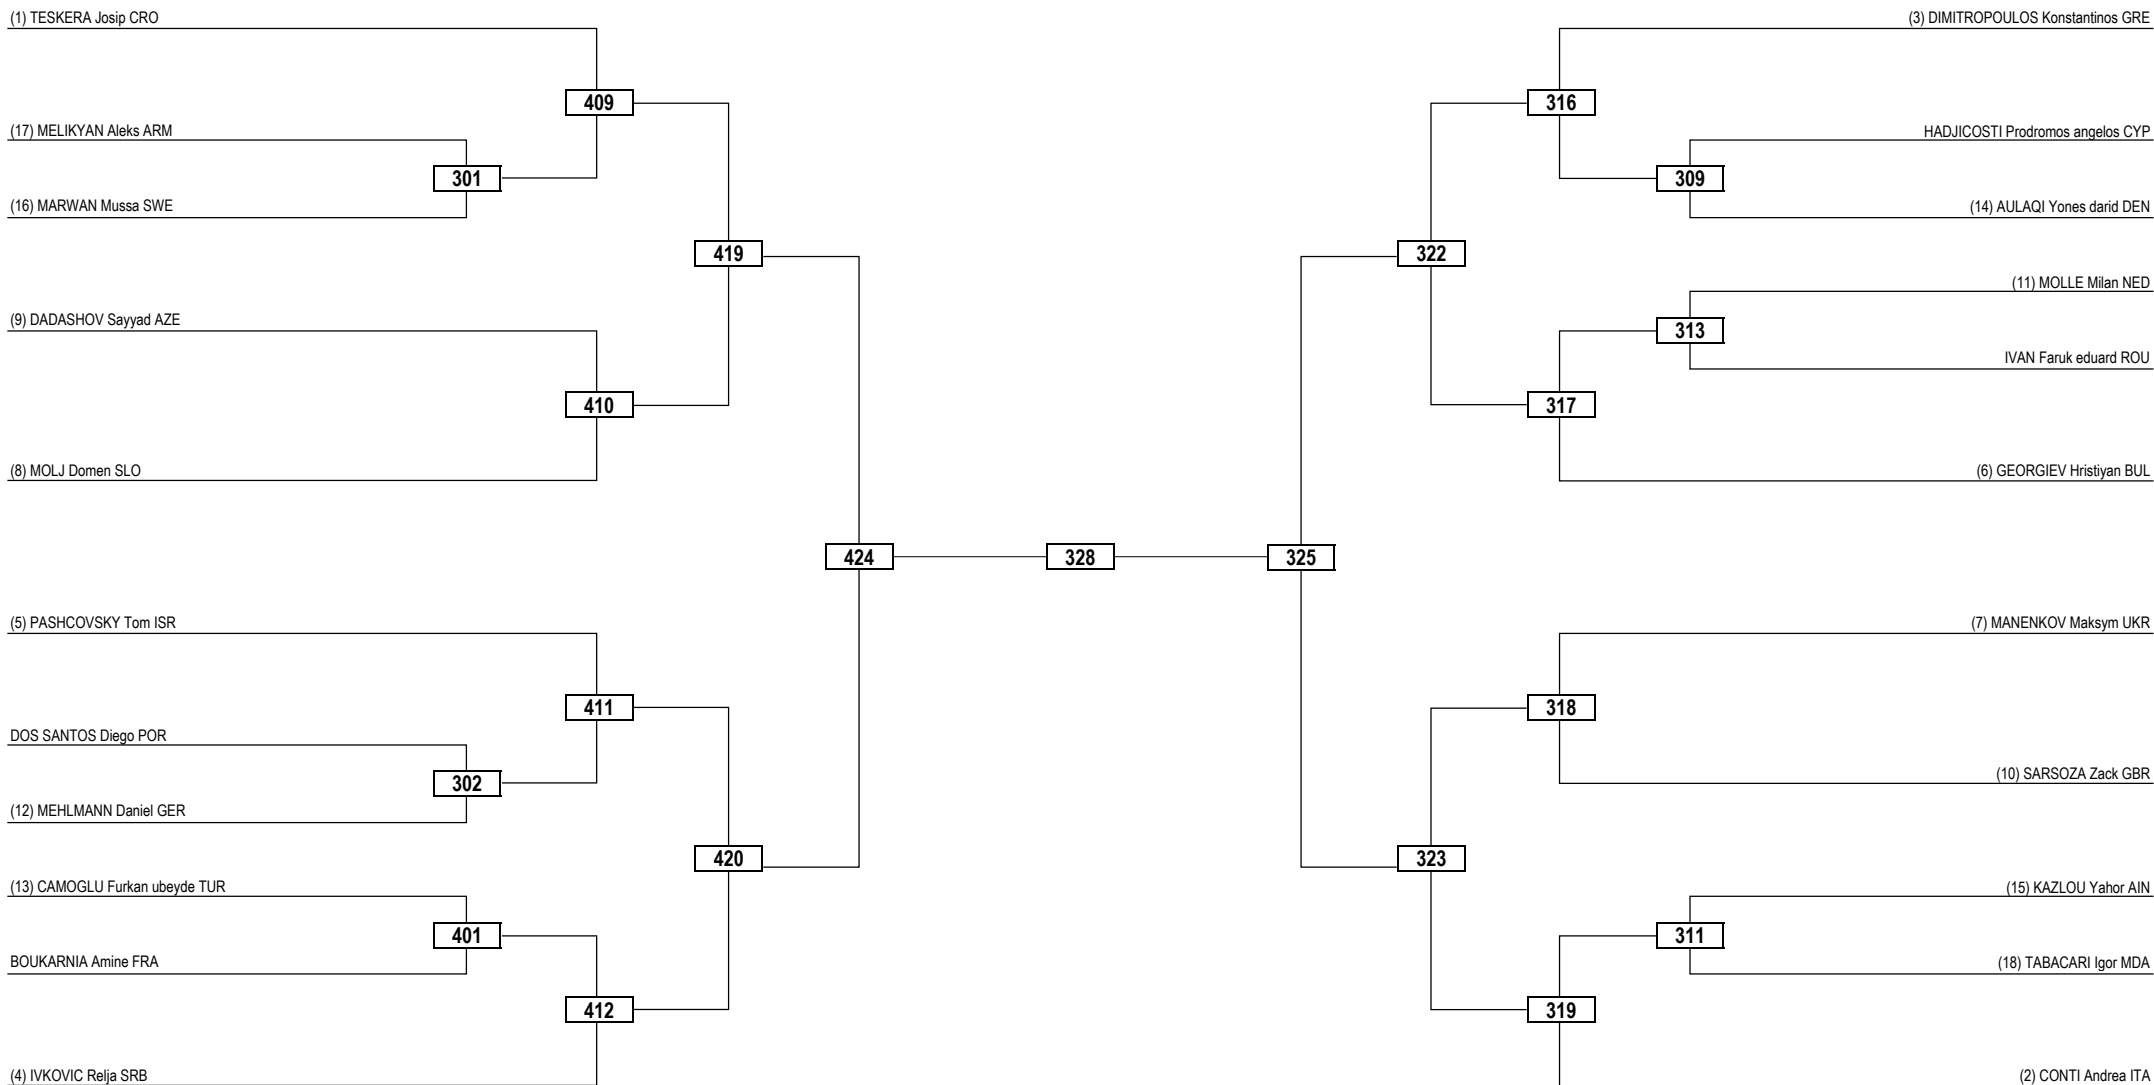 (1) TESKERA Josip CRO
(3) DIMITROPOULOS Konstantinos GRE
409
316
(17) MELIKYAN Aleks ARM
HADJICOSTI Prodromos angelos CYP
301
309
(16) MARWAN Mussa SWE
(14) AULAQI Yones darid DEN
419
322
(11) MOLLE Milan NED
(9) DADASHOV Sayyad AZE
313
IVAN Faruk eduard ROU
410
317
(8) MOLJ Domen SLO
(6) GEORGIEV Hristiyan BUL
424
328
325
(5) PASHCOVSKY Tom ISR
(7) MANENKOV Maksym UKR
411
318
DOS SANTOS Diego POR
302
(10) SARSOZA Zack GBR
(12) MEHLMANN Daniel GER
420
323
(13) CAMOGLU Furkan ubeyde TUR
(15) KAZLOU Yahor AIN
401
311
BOUKARNIA Amine FRA
(18) TABACARI Igor MDA
412
319
(4) IVKOVIC Relja SRB
(2) CONTI Andrea ITA